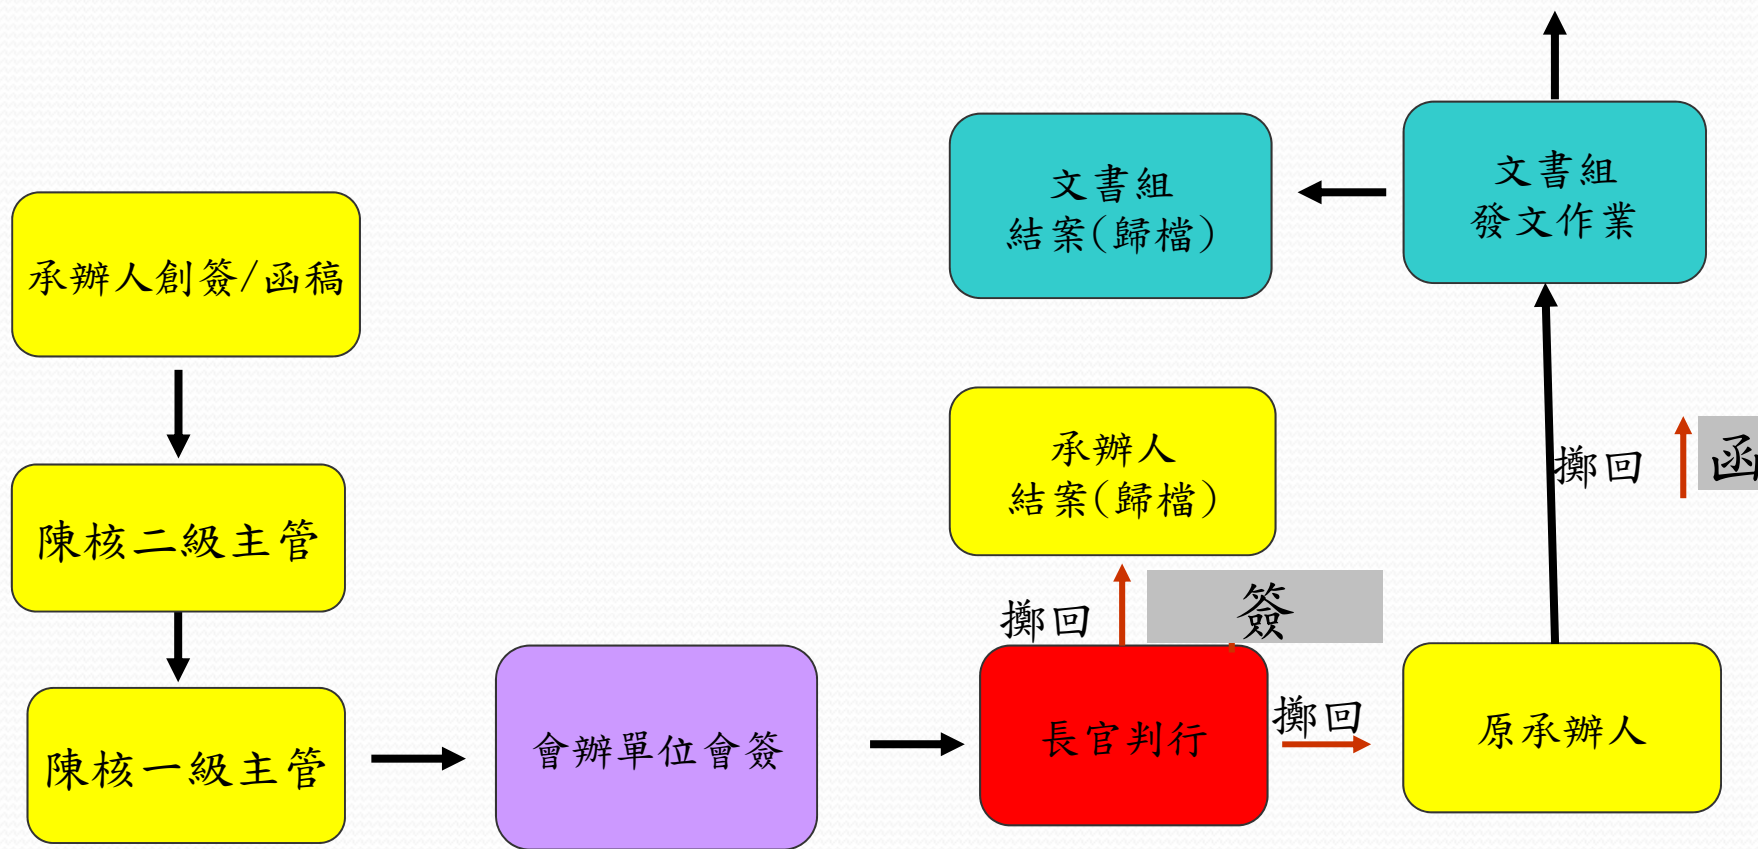 承辦人創簽/函稿
陳核二級主管
陳核一級主管
會辦單位會簽
長官判行
擲回
簽
承辦人
結案(歸檔)
擲回
原承辦人
擲回
函
文書組
發文作業
文書組
結案(歸檔)